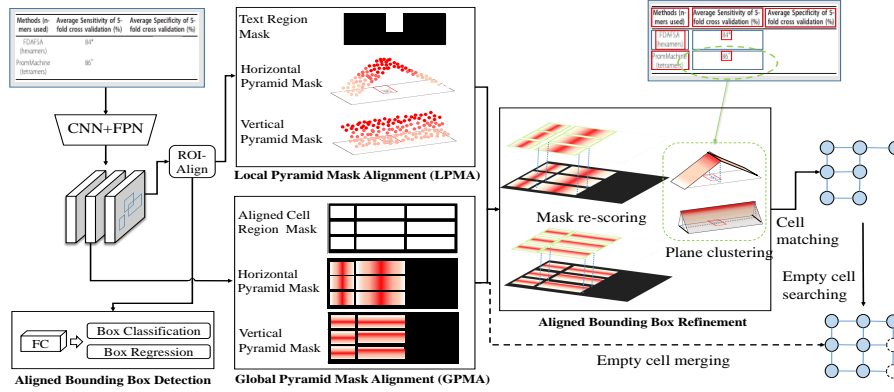 Methods (n-
mers used)
Average Sensitivity of 5-
fold cross validation (%)
Average Specificity of 5-
fold cross validation (%)
FDAFSA
(hexamers)
84*
PromMachine
(tetramers)
86*
CNN+FPN
ROI-
Align
Text Region
Mask
Horizontal
Pyramid Mask
Vertical
Pyramid Mask
Local Pyramid Mask Alignment (LPMA)
Aligned Cell
Region Mask
Horizontal
Pyramid Mask
Vertical
Pyramid Mask
Global Pyramid Mask Alignment (GPMA)
FC
Box Classification
Box Regression
Aligned Bounding Box Detection
Methods (n-
mers used)
Average Sensitivity of 5-
fold cross validation (%)
Average Specificity of 5-
fold cross validation (%)
FDAFSA
(hexamers)
84*
PromMachine
(tetramers)
86*
Mask re-scoring
Plane clustering
Aligned Bounding Box Refinement
Cell
matching
Empty cell
searching
Empty cell merging